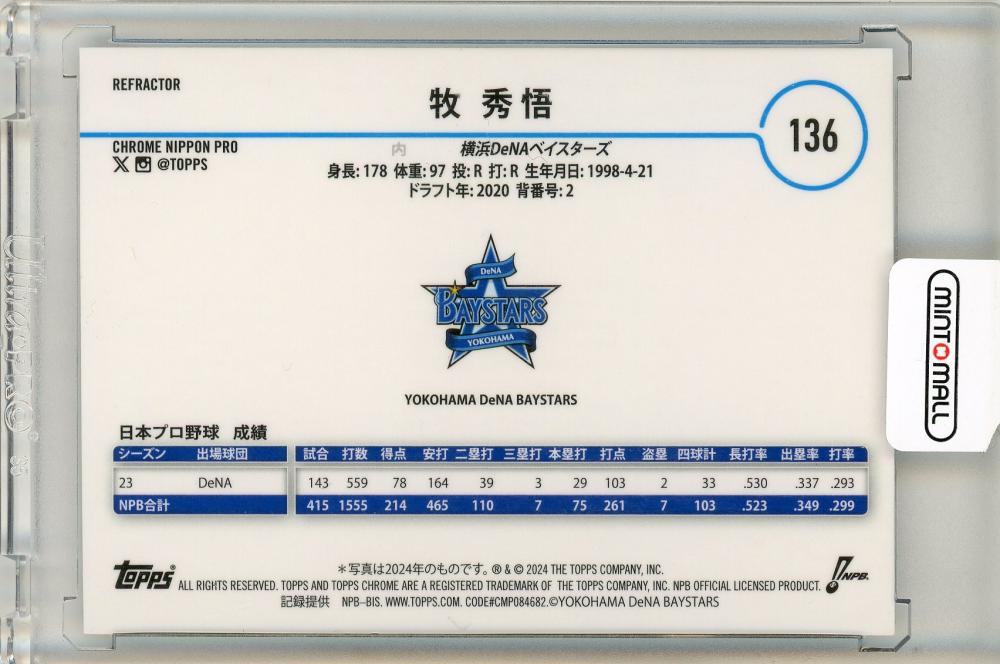 REFRACTOR
牧 秀悟
136
CHROME NIPPON PRO
@TOPPS
内 横浜DeNAベイスターズ
身長: 178 体重: 97 投: R 打: R 生年月日: 1998-4-21
ドラフト年: 2020 背番号: 2
DeNA
BAYSTARS
YOKOHAMA
YOKOHAMA DeNA BAYSTARS
MINT MALL
日本プロ野球 成績
シーズン 出場球団 試合 打数 得点 安打 二塁打 三塁打 本塁打 打点 盗塁 四球計 長打率 出塁率 打率
23 DeNA 143 559 78 164 39 3 29 103 2 33 .530 .337 .293
NPB合計 415 1555 214 465 110 7 75 261 7 103 .523 .349 .299
topps
*写真は2024年のものです。 ® & © 2024 THE TOPPS COMPANY, INC.
ALL RIGHTS RESERVED. TOPPS AND TOPPS CHROME ARE A REGISTERED TRADEMARK OF THE TOPPS COMPANY, INC. NPB OFFICIAL LICENSED PRODUCT.
記録提供 NPB-BIS. WWW.TOPPS.COM. CODE#CMP084682.©YOKOHAMA DeNA BAYSTARS
NPB.